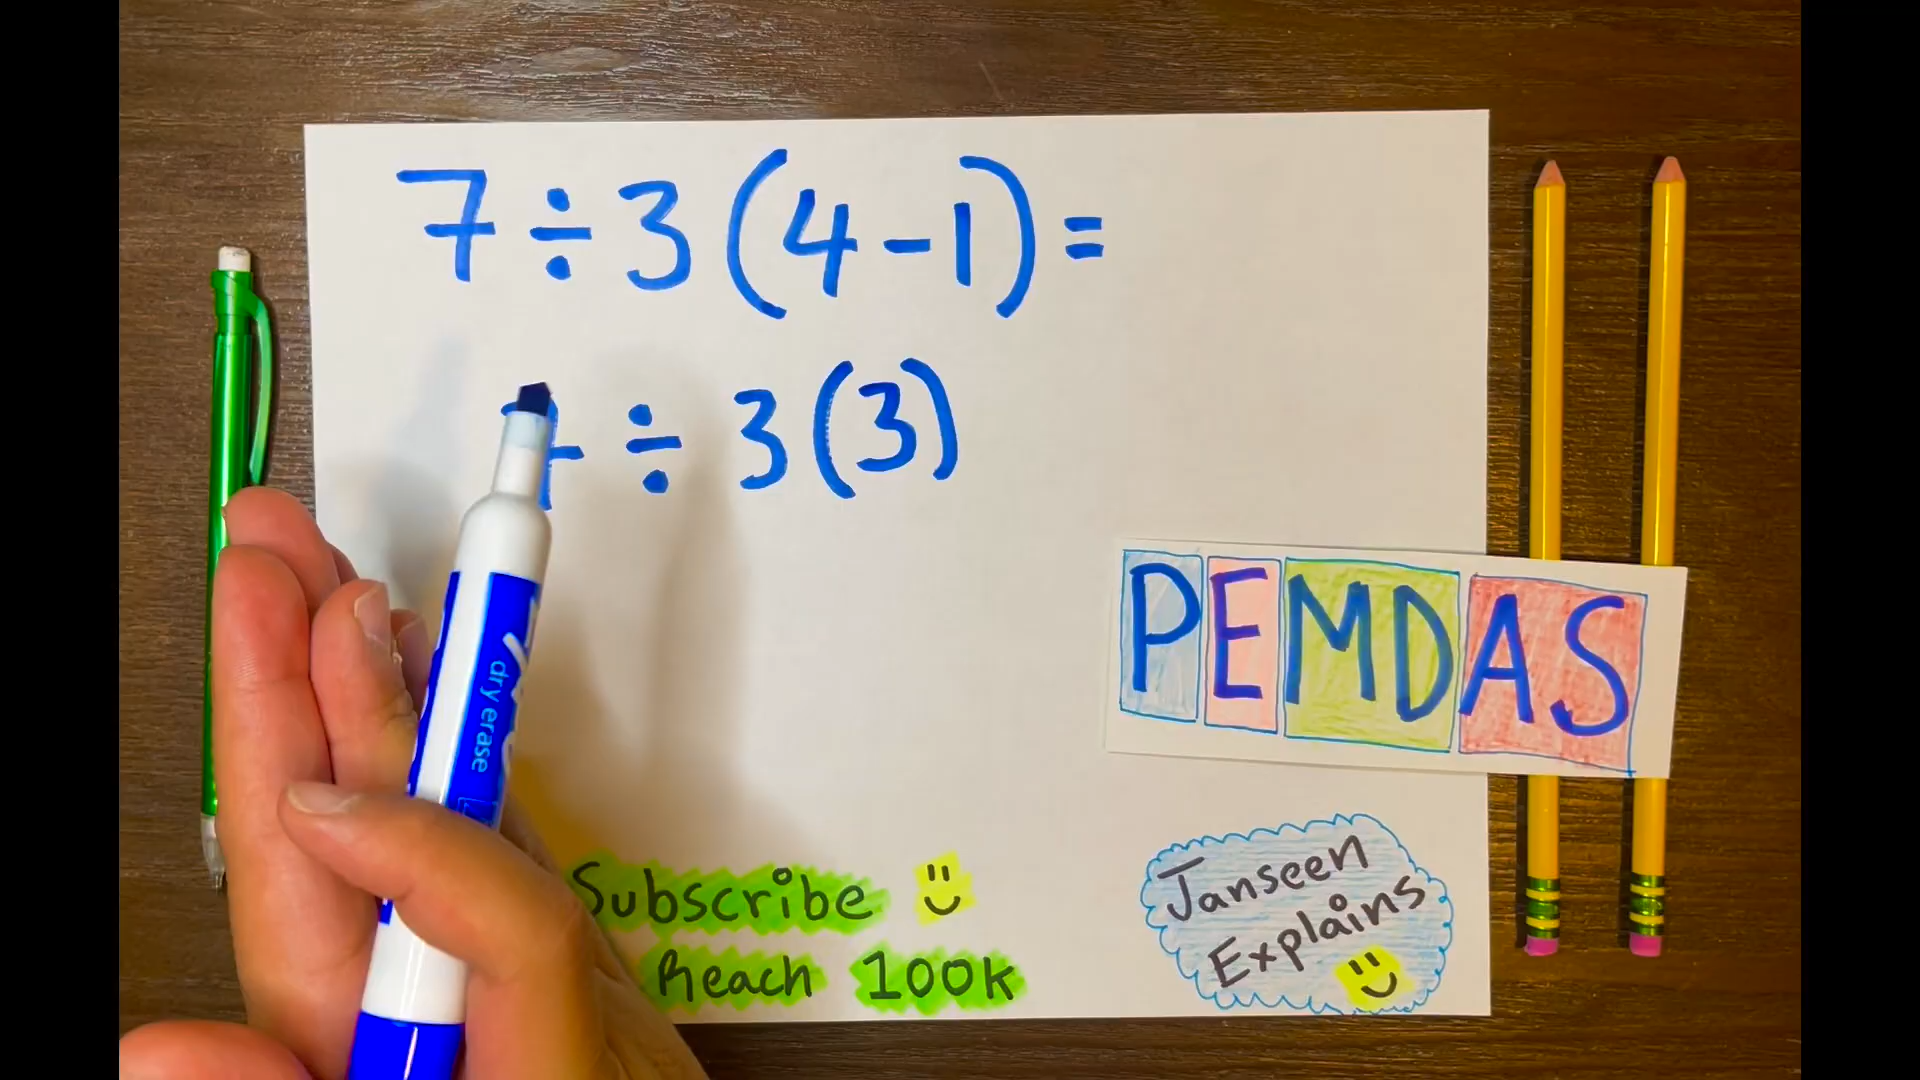 7÷3(4-1)=
÷ 3(3)
PEMDAS
dry erase
Subscribe
Reach 100k
Janseen
Explains